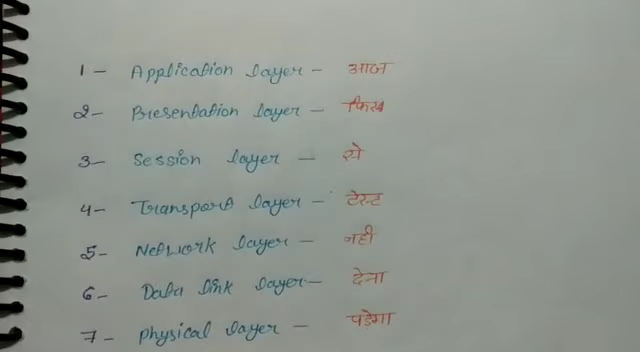 1- Application layer - आज
2- Presentation layer - फिर
3- Session layer - से
4- Transport layer - टेस्ट
5- Network layer - नही
6- Data link layer- देना
7- Physical layer - पडेगा